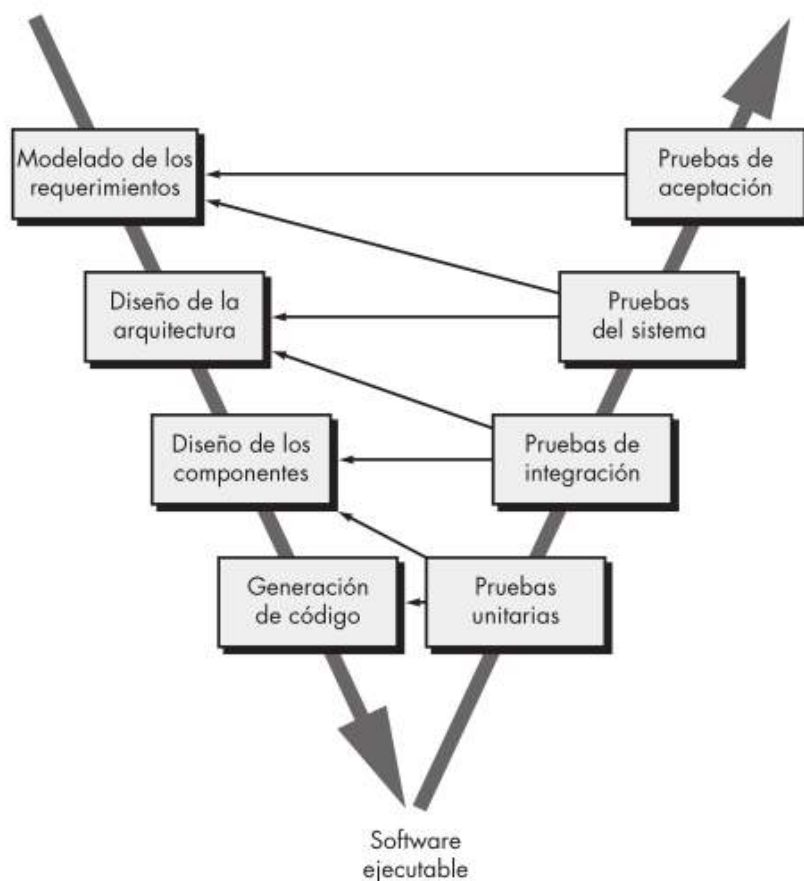 Modelado de los
requerimientos
Pruebas de
aceptación
Diseño de la
arquitectura
Pruebas
del sistema
Diseño de los
componentes
Pruebas de
integración
Generación
de código
Pruebas
unitarias
Software
ejecutable